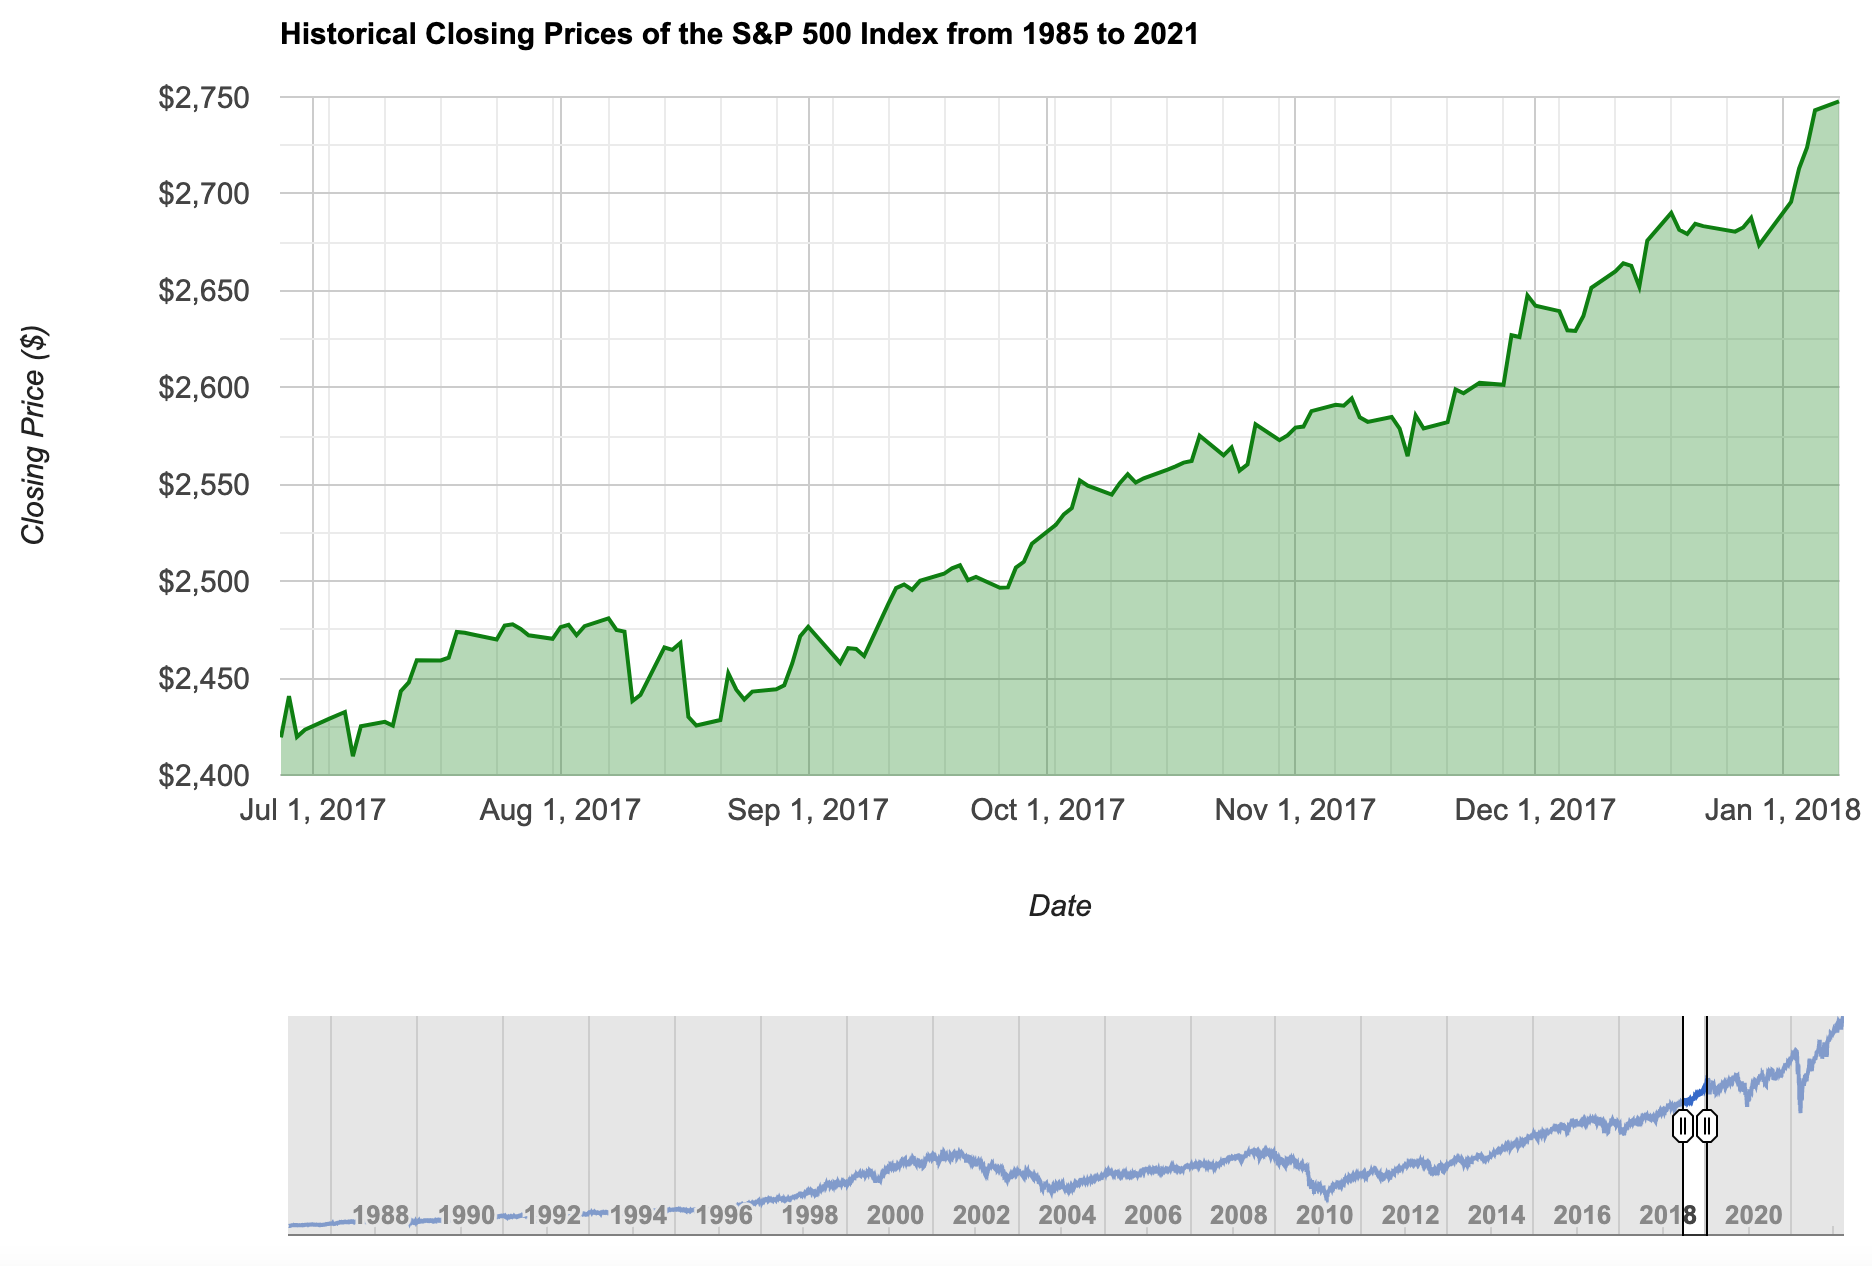 Historical Closing Prices of the S&P 500 Index from 1985 to 2021
$2,750
$2,700
$2,650
$2,600
$2,550
$2,500
$2,450
$2,400
Closing Price ($)
Jul 1, 2017 Aug 1, 2017 Sep 1, 2017 Oct 1, 2017 Nov 1, 2017 Dec 1, 2017 Jan 1, 2018
Date
1988 1990 1992 1994 1996 1998 2000 2002 2004 2006 2008 2010 2012 2014 2016 2018 2020